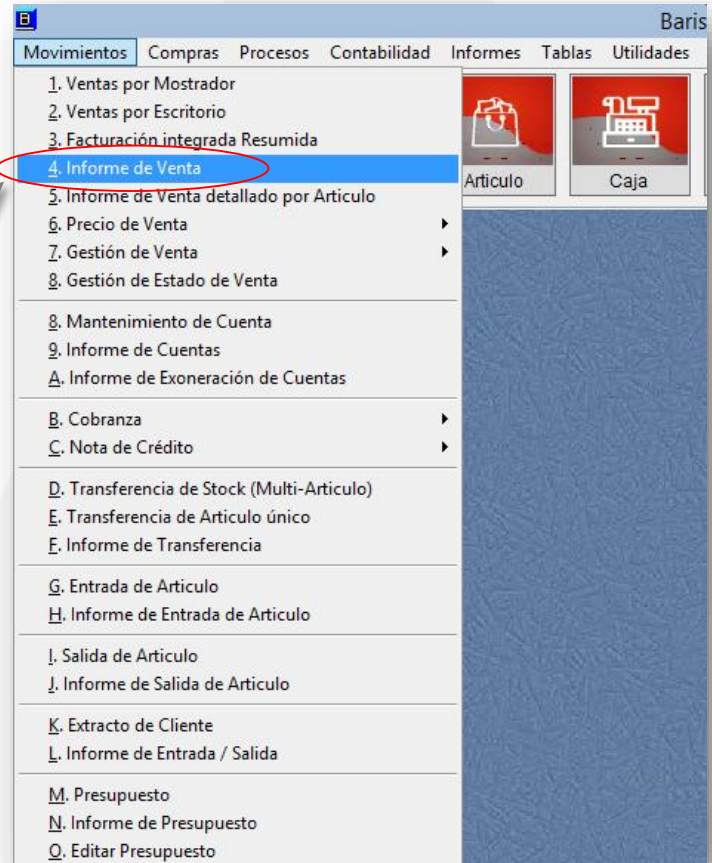 B
Baris
Movimientos Compras Procesos Contabilidad Informes Tablas Utilidades
1. Ventas por Mostrador
2. Ventas por Escritorio
3. Facturación integrada Resumida
4. Informe de Venta
5. Informe de Venta detallado por Articulo
6. Precio de Venta
7. Gestión de Venta
8. Gestión de Estado de Venta
8. Mantenimiento de Cuenta
9. Informe de Cuentas
A. Informe de Exoneración de Cuentas
B. Cobranza
C. Nota de Crédito
D. Transferencia de Stock (Multi-Articulo)
E. Transferencia de Articulo único
F. Informe de Transferencia
G. Entrada de Articulo
H. Informe de Entrada de Articulo
I. Salida de Articulo
J. Informe de Salida de Articulo
K. Extracto de Cliente
L. Informe de Entrada / Salida
M. Presupuesto
N. Informe de Presupuesto
O. Editar Presupuesto
Articulo
Caja